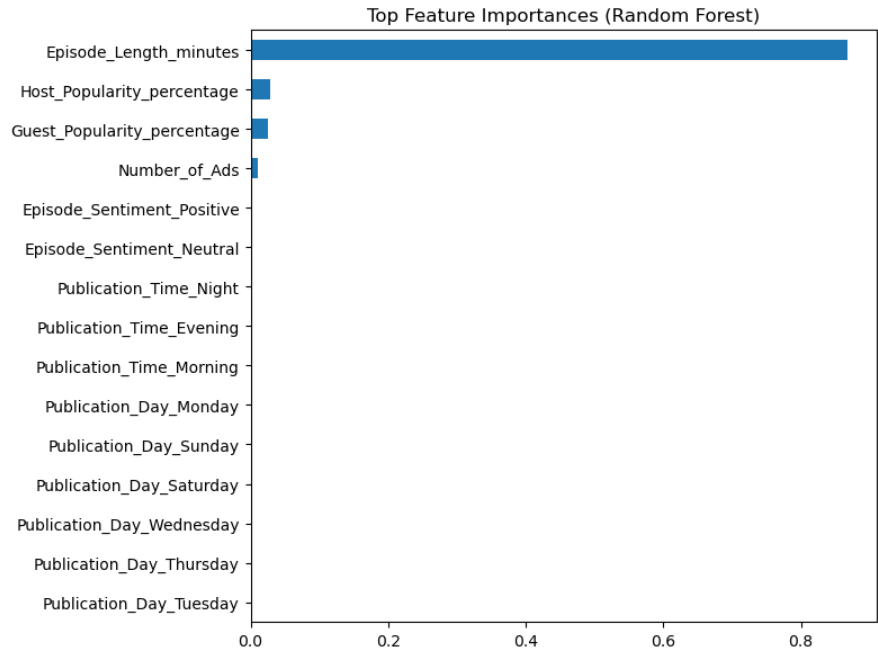 Top Feature Importances (Random Forest)
Episode_Length_minutes
Host_Popularity_percentage
Guest_Popularity_percentage
Number_of_Ads
Episode_Sentiment_Positive
Episode_Sentiment_Neutral
Publication_Time_Night
Publication_Time_Evening
Publication_Time_Morning
Publication_Day_Monday
Publication_Day_Sunday
Publication_Day_Saturday
Publication_Day_Wednesday
Publication_Day_Thursday
Publication_Day_Tuesday
0.0 0.2 0.4 0.6 0.8